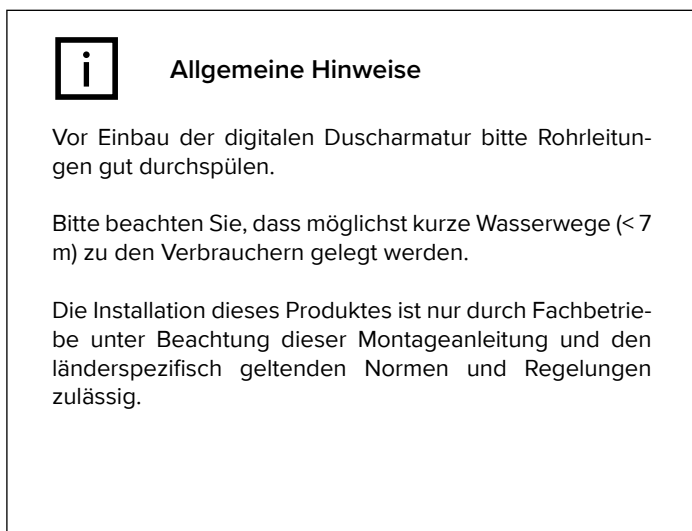 i
Allgemeine Hinweise
Vor Einbau der digitalen Duscharmatur bitte Rohrleitun-
gen gut durchspülen.
Bitte beachten Sie, dass möglichst kurze Wasserwege (< 7
m) zu den Verbrauchern gelegt werden.
Die Installation dieses Produktes ist nur durch Fachbetrie-
be unter Beachtung dieser Montageanleitung und den
länderspezifisch geltenden Normen und Regelungen
zulässig.